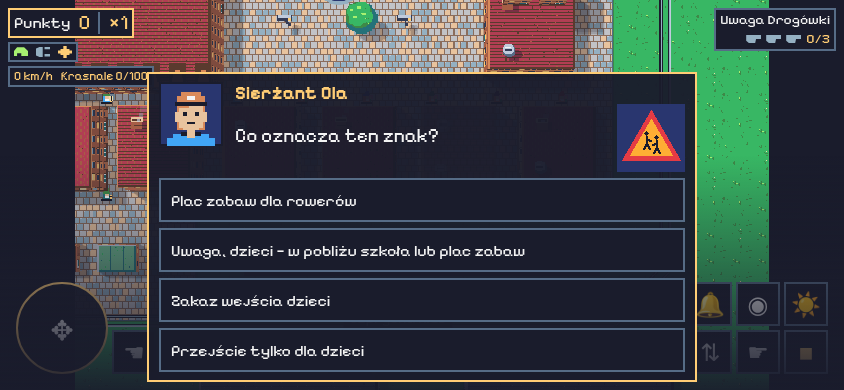 Punkty 0 ×1
0 km/h Krasnale 0/100
Uwaga Drogówki
0/3
Sierżant Ola
Co oznacza ten znak?
Plac zabaw dla rowerów
Uwaga, dzieci - w pobliżu szkoła lub plac zabaw
Zakaz wejścia dzieci
Przejście tylko dla dzieci